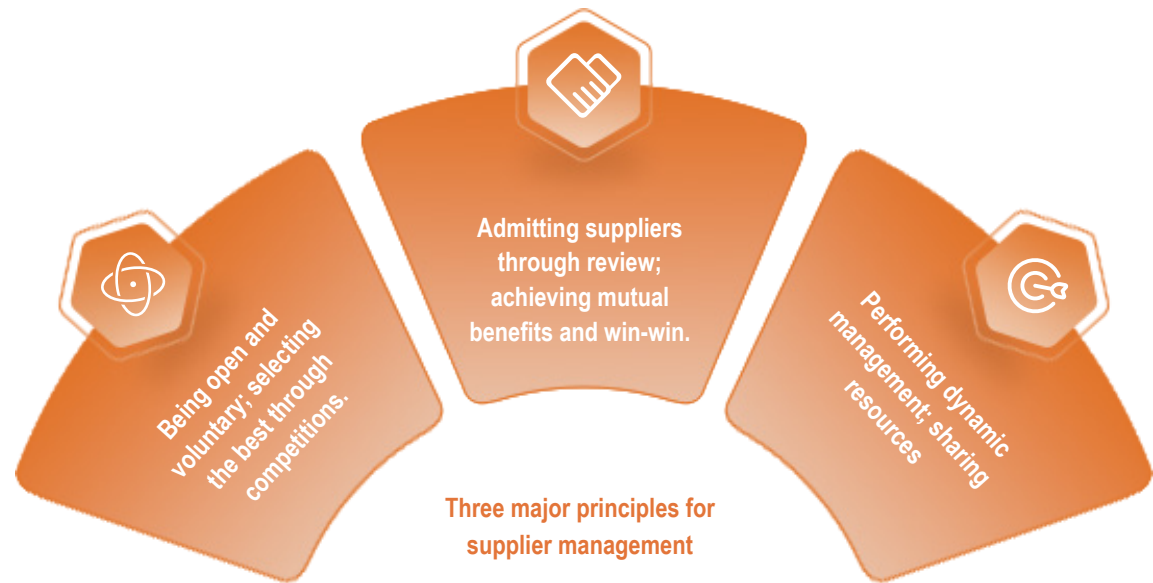 Being open and
voluntary; selecting
the best through
competitions.
Admitting suppliers
through review;
achieving mutual
benefits and win-win.
Performing dynamic
management; sharing
resources
Three major principles for
supplier management